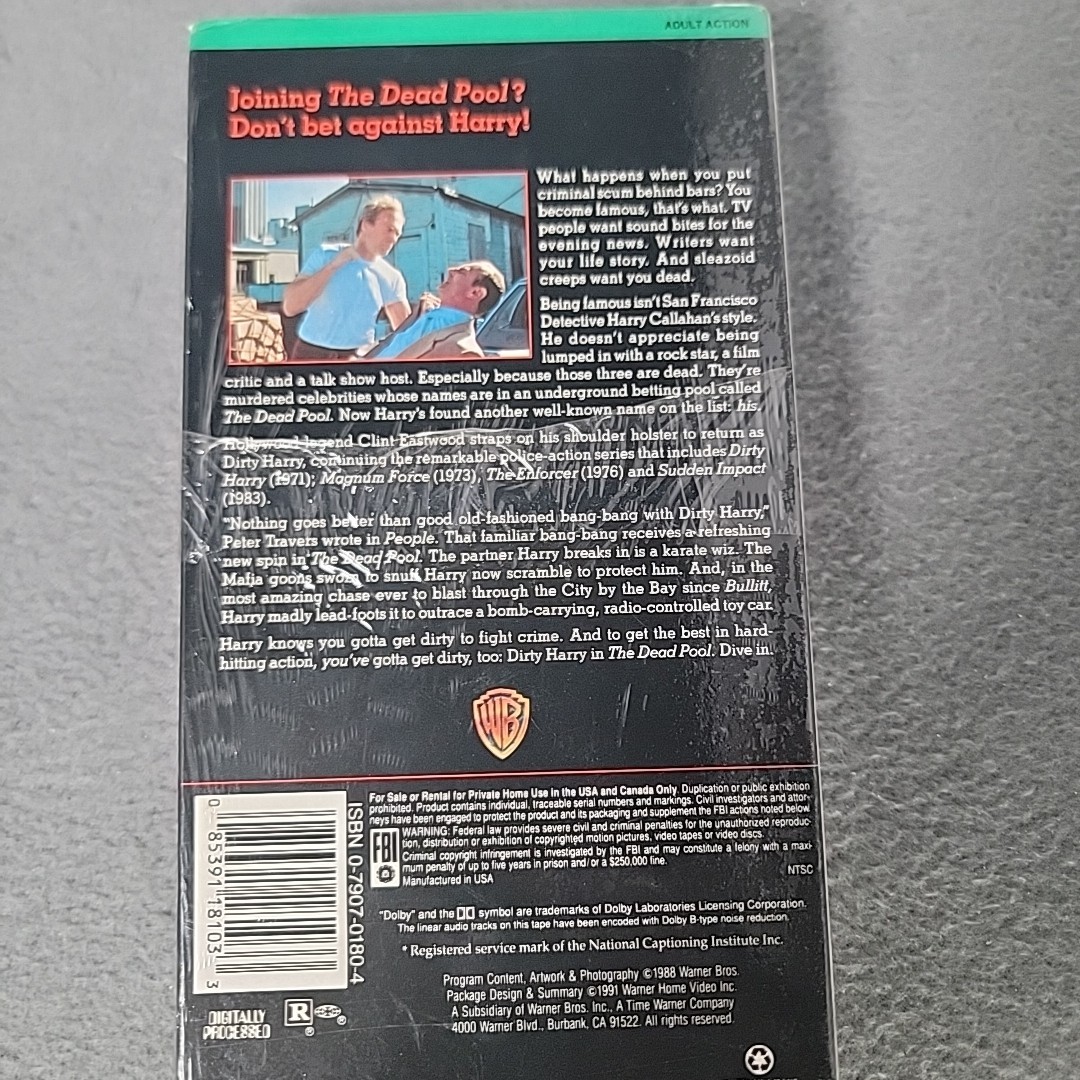 ADULT ACTION
Joining The Dead Pool?
Don't bet against Harry!
What happens when you put
criminal scum behind bars? You
become famous, that's what. TV
people want sound bites for the
evening news. Writers want
your life story. And sleazoid
creeps want you dead.
Being famous isn't San Francisco
Detective Harry Callahan's style.
He doesn't appreciate being
lumped in with a rock star, a film
critic and a talk show host. Especially because those three are dead. They're
murdered celebrities whose names are in an underground betting pool called
The Dead Pool. Now Harry's found another well-known name on the list: his.
Hollywood legend Clint Eastwood straps on his shoulder holster to return as
Dirty Harry, continuing the remarkable police-action series that includes Dirty
Harry (1971); Magnum Force (1973), The Enforcer (1976) and Sudden Impact
(1983).
"Nothing goes better than good old-fashioned bang-bang with Dirty Harry,"
Peter Travers wrote in People. That familiar bang-bang receives a refreshing
new spin in The Dead Pool. The partner Harry breaks in is a karate wiz. The
Mafia goons sworn to snuff Harry now scramble to protect him. And, in the
most amazing chase ever to blast through the City by the Bay since Bullitt,
Harry madly lead-foots it to outrace a bomb-carrying, radio-controlled toy car.
Harry knows you gotta get dirty to fight crime. And to get the best in hard-
hitting action, you've gotta get dirty, too: Dirty Harry in The Dead Pool. Dive in.
WB
For Sale or Rental for Private Home Use in the USA and Canada Only. Duplication or public exhibition
prohibited. Product contains individual, traceable serial numbers and markings. Civil investigators and attor-
neys have been engaged to protect the product and its packaging and supplement the FBI actions noted below
FBI
WARNING: Federal law provides severe civil and criminal penalties for the unauthorized reproduc-
tion, distribution or exhibition of copyrighted motion pictures, video tapes or video discs.
Criminal copyright infringement is investigated by the FBI and may constitute a felony with a maxi-
mum penalty of up to five years in prison and/or a $250,000 fine.
Manufactured in USA
NTSC
0 85391 18103 3
ISBN 0-7907-0180-4
"Dolby" and the DD symbol are trademarks of Dolby Laboratories Licensing Corporation.
The linear audio tracks on this tape have been encoded with Dolby B-type noise reduction.
* Registered service mark of the National Captioning Institute Inc.
Program Content, Artwork & Photography ©1988 Warner Bros.
Package Design & Summary ©1991 Warner Home Video Inc.
A Subsidiary of Warner Bros. Inc., A Time Warner Company
4000 Warner Blvd., Burbank, CA 91522. All rights reserved.
DIGITALLY
PROCESSED
R ®
®